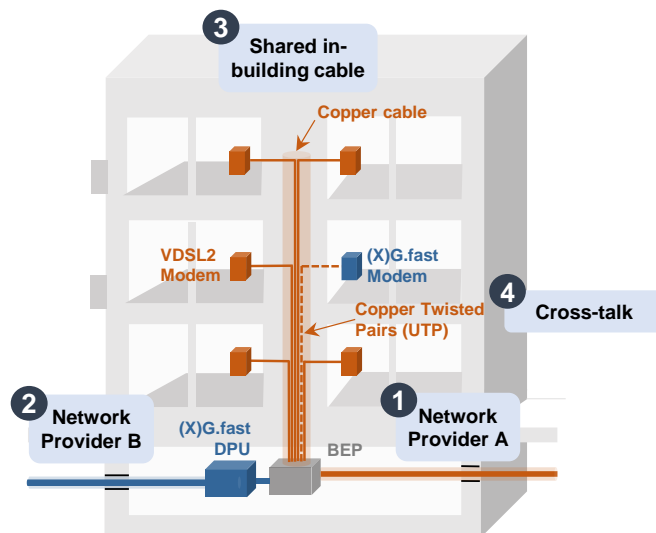 3
Shared in-
building cable
Copper cable
VDSL2
Modem
(X)G.fast
Modem
4
Cross-talk
Copper Twisted
Pairs (UTP)
2
Network
Provider B
(X)G.fast
DPU
BEP
1
Network
Provider A